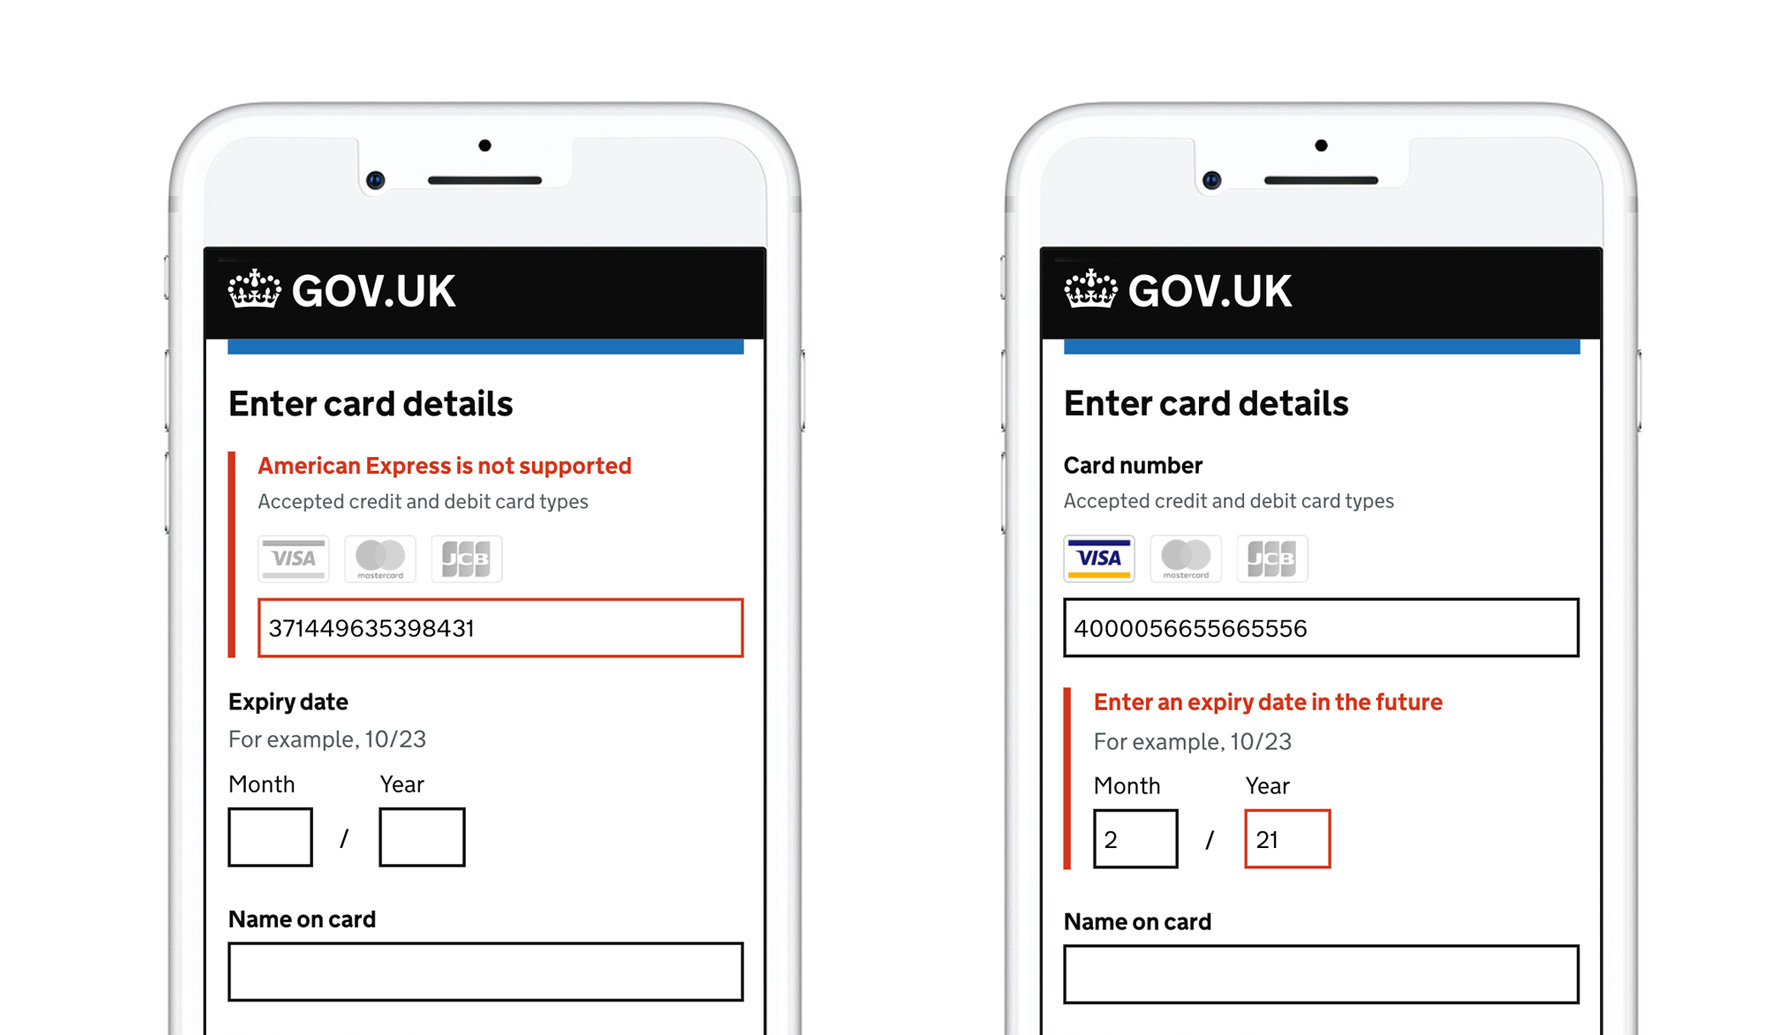 GOV.UK
Enter card details
American Express is not supported
Accepted credit and debit card types
VISA mastercard JCB
371449635398431
Expiry date
For example, 10/23
Month Year
/
Name on card
GOV.UK
Enter card details
Card number
Accepted credit and debit card types
VISA mastercard JCB
4000056655665556
Enter an expiry date in the future
For example, 10/23
Month Year
2 / 21
Name on card